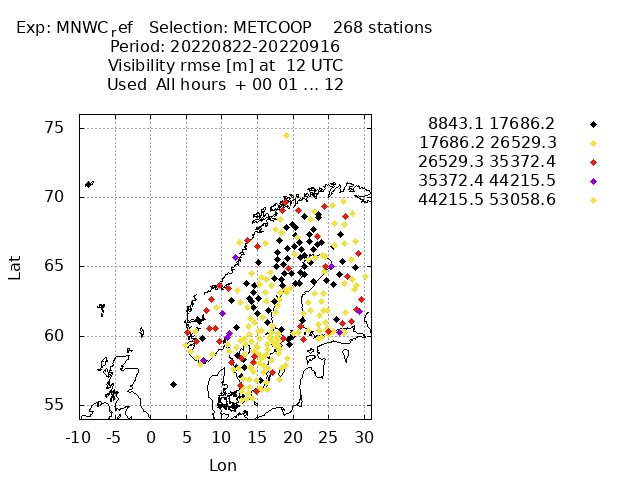 Exp: MNWCref   Selection: METCOOP    268 stations
Period: 20220822-20220916
Visibility rmse [m] at  12 UTC
Used  All hours  + 00 01 ... 12
8843.1 17686.2
17686.2 26529.3
26529.3 35372.4
35372.4 44215.5
44215.5 53058.6
75
70
65
60
55
Lat
-10 -5 0 5 10 15 20 25 30
Lon